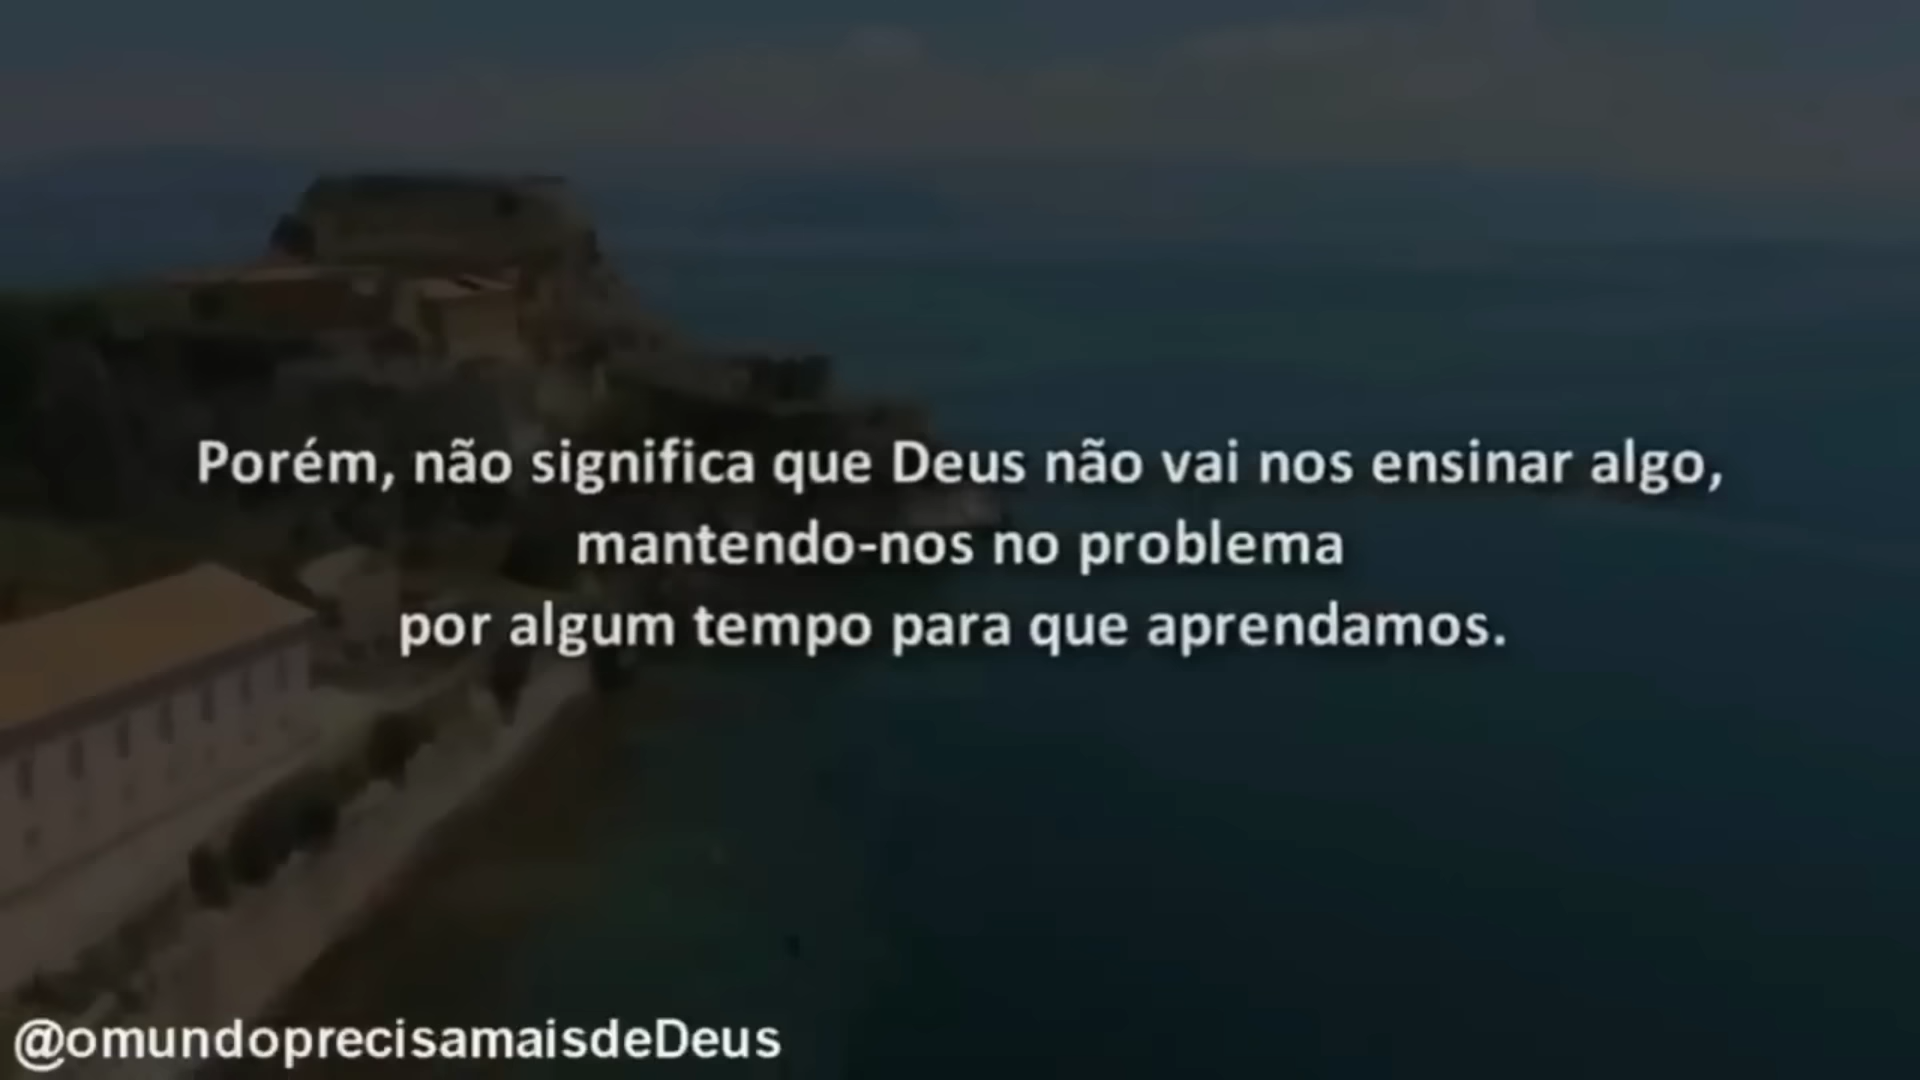 Porém, não significa que Deus não vai nos ensinar algo,
mantendo-nos no problema
por algum tempo para que aprendamos.
@omundoprecisamaisdeDeus